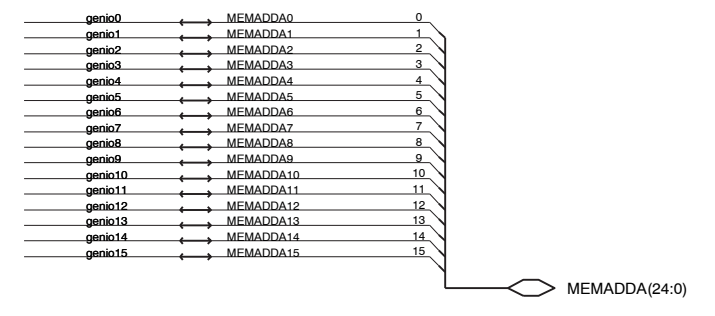 genio0 MEMADDA0 0
genio1 MEMADDA1 1
genio2 MEMADDA2 2
genio3 MEMADDA3 3
genio4 MEMADDA4 4
genio5 MEMADDA5 5
genio6 MEMADDA6 6
genio7 MEMADDA7 7
genio8 MEMADDA8 8
genio9 MEMADDA9 9
genio10 MEMADDA10 10
genio11 MEMADDA11 11
genio12 MEMADDA12 12
genio13 MEMADDA13 13
genio14 MEMADDA14 14
genio15 MEMADDA15 15
MEMADDA(24:0)